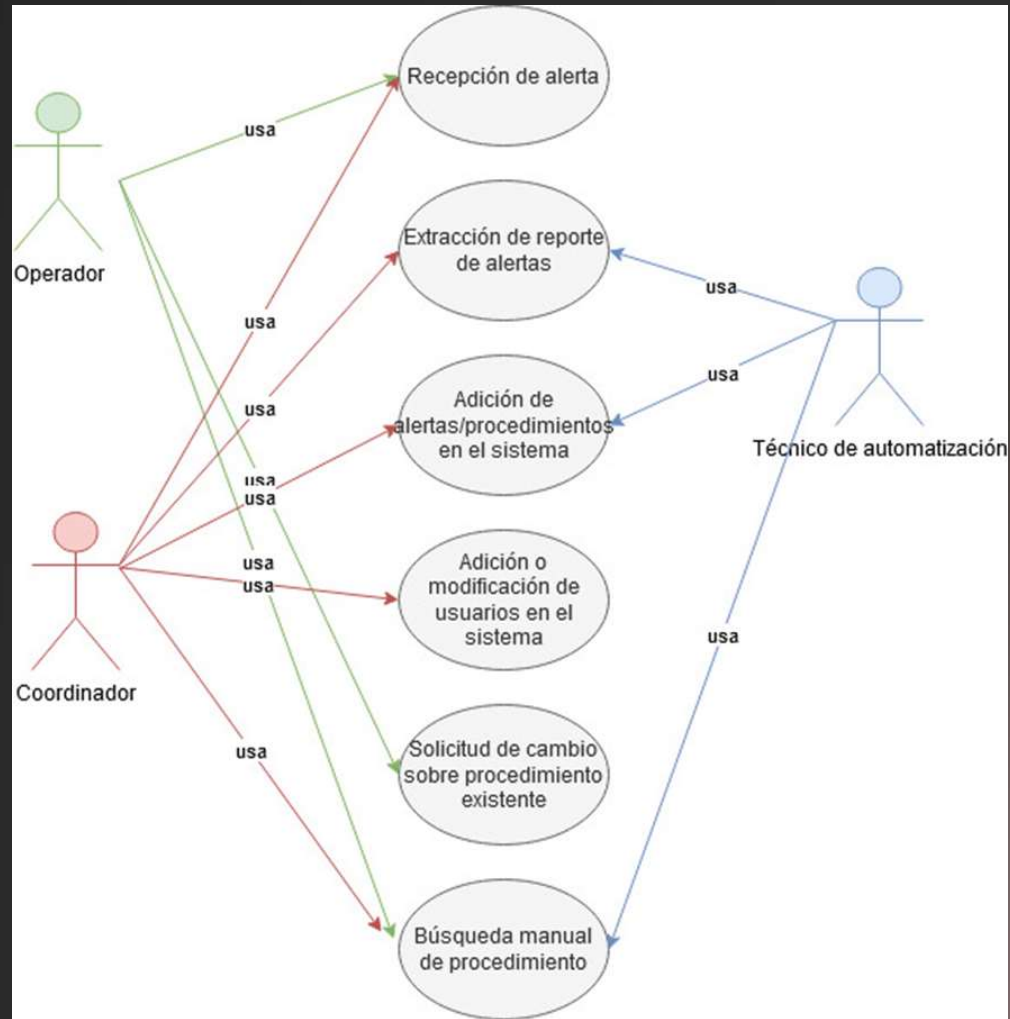 Recepción de alerta
usa
Operador
Extracción de reporte
de alertas
usa
usa
usa
usa
Adición de
alertas/procedimientos
en el sistema
Técnico de automatización
usa
usa
Adición o
modificación de
usuarios en el
sistema
usa
usa
usa
Coordinador
usa
Solicitud de cambio
sobre procedimiento
existente
Búsqueda manual
de procedimiento